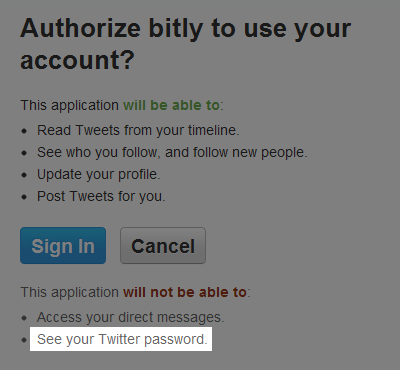 Authorize bitly to use your
account?
This application will be able to:
• Read Tweets from your timeline.
• See who you follow, and follow new people.
• Update your profile.
• Post Tweets for you.
Sign In Cancel
This application will not be able to:
• Access your direct messages.
• See your Twitter password.